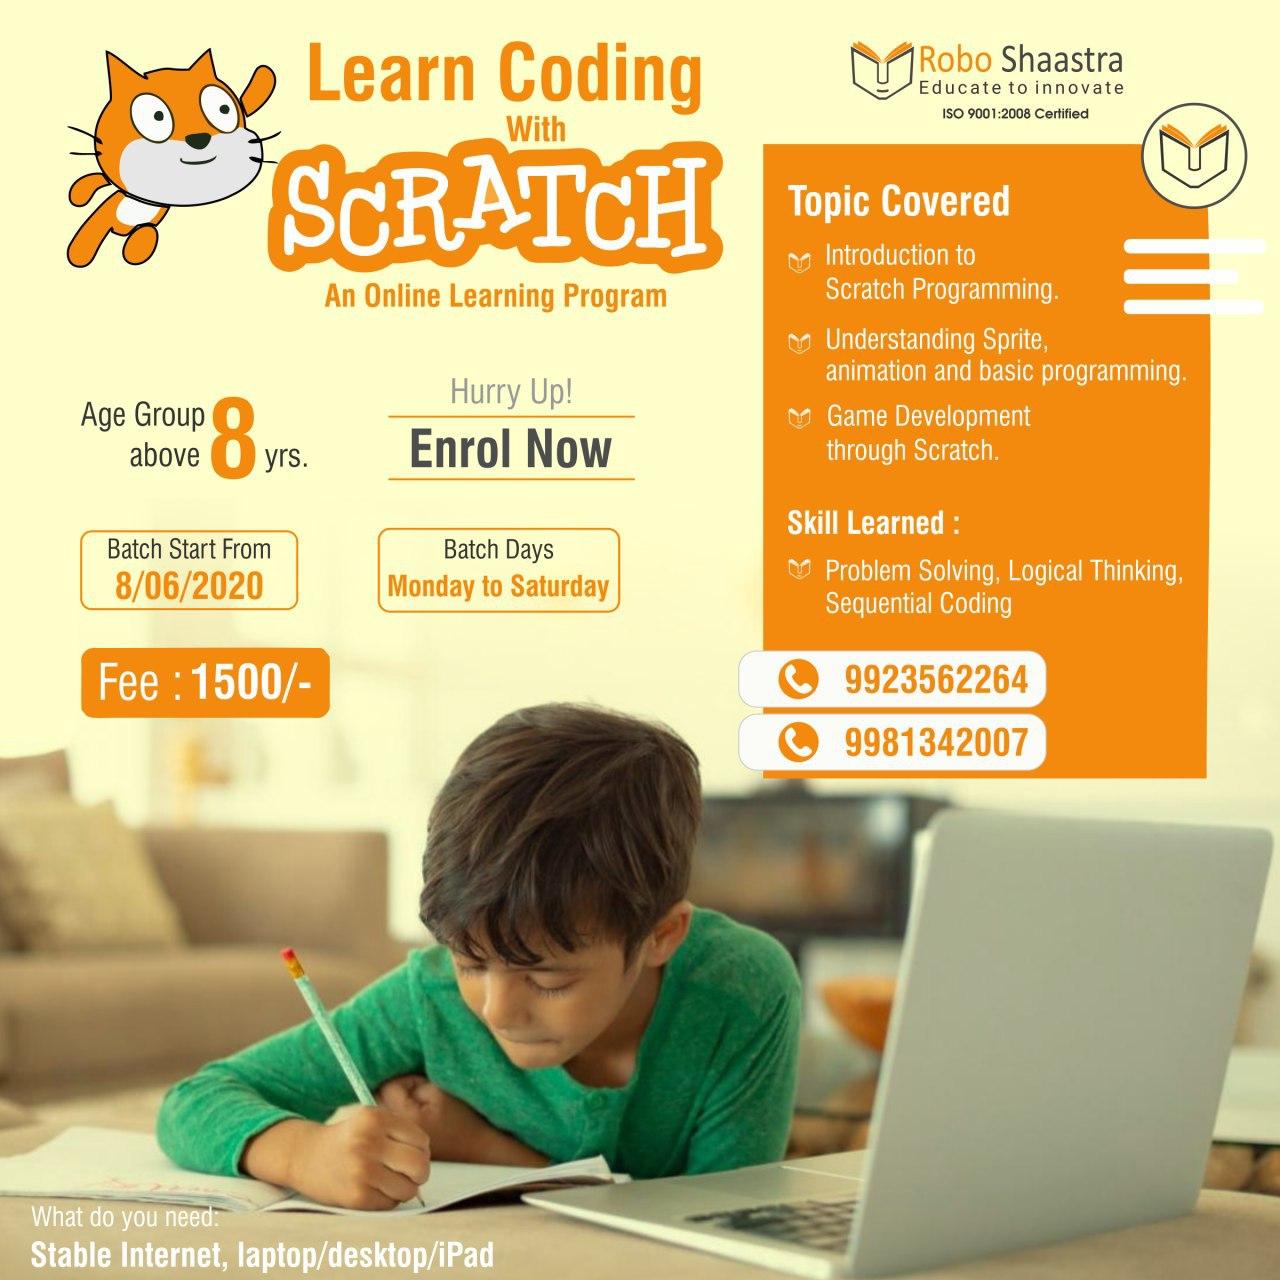 Learn Coding
With
SCRATCH
An Online Learning Program
Robo Shaastra
Educate to innovate
ISO 9001:2008 Certified
Topic Covered
Introduction to
Scratch Programming.
Understanding Sprite,
animation and basic programming.
Game Development
through Scratch.
Skill Learned :
Problem Solving, Logical Thinking,
Sequential Coding
9923562264
9981342007
Age Group
above 8 yrs.
Hurry Up!
Enrol Now
Batch Start From
8/06/2020
Batch Days
Monday to Saturday
Fee : 1500/-
What do you need:
Stable Internet, laptop/desktop/iPad